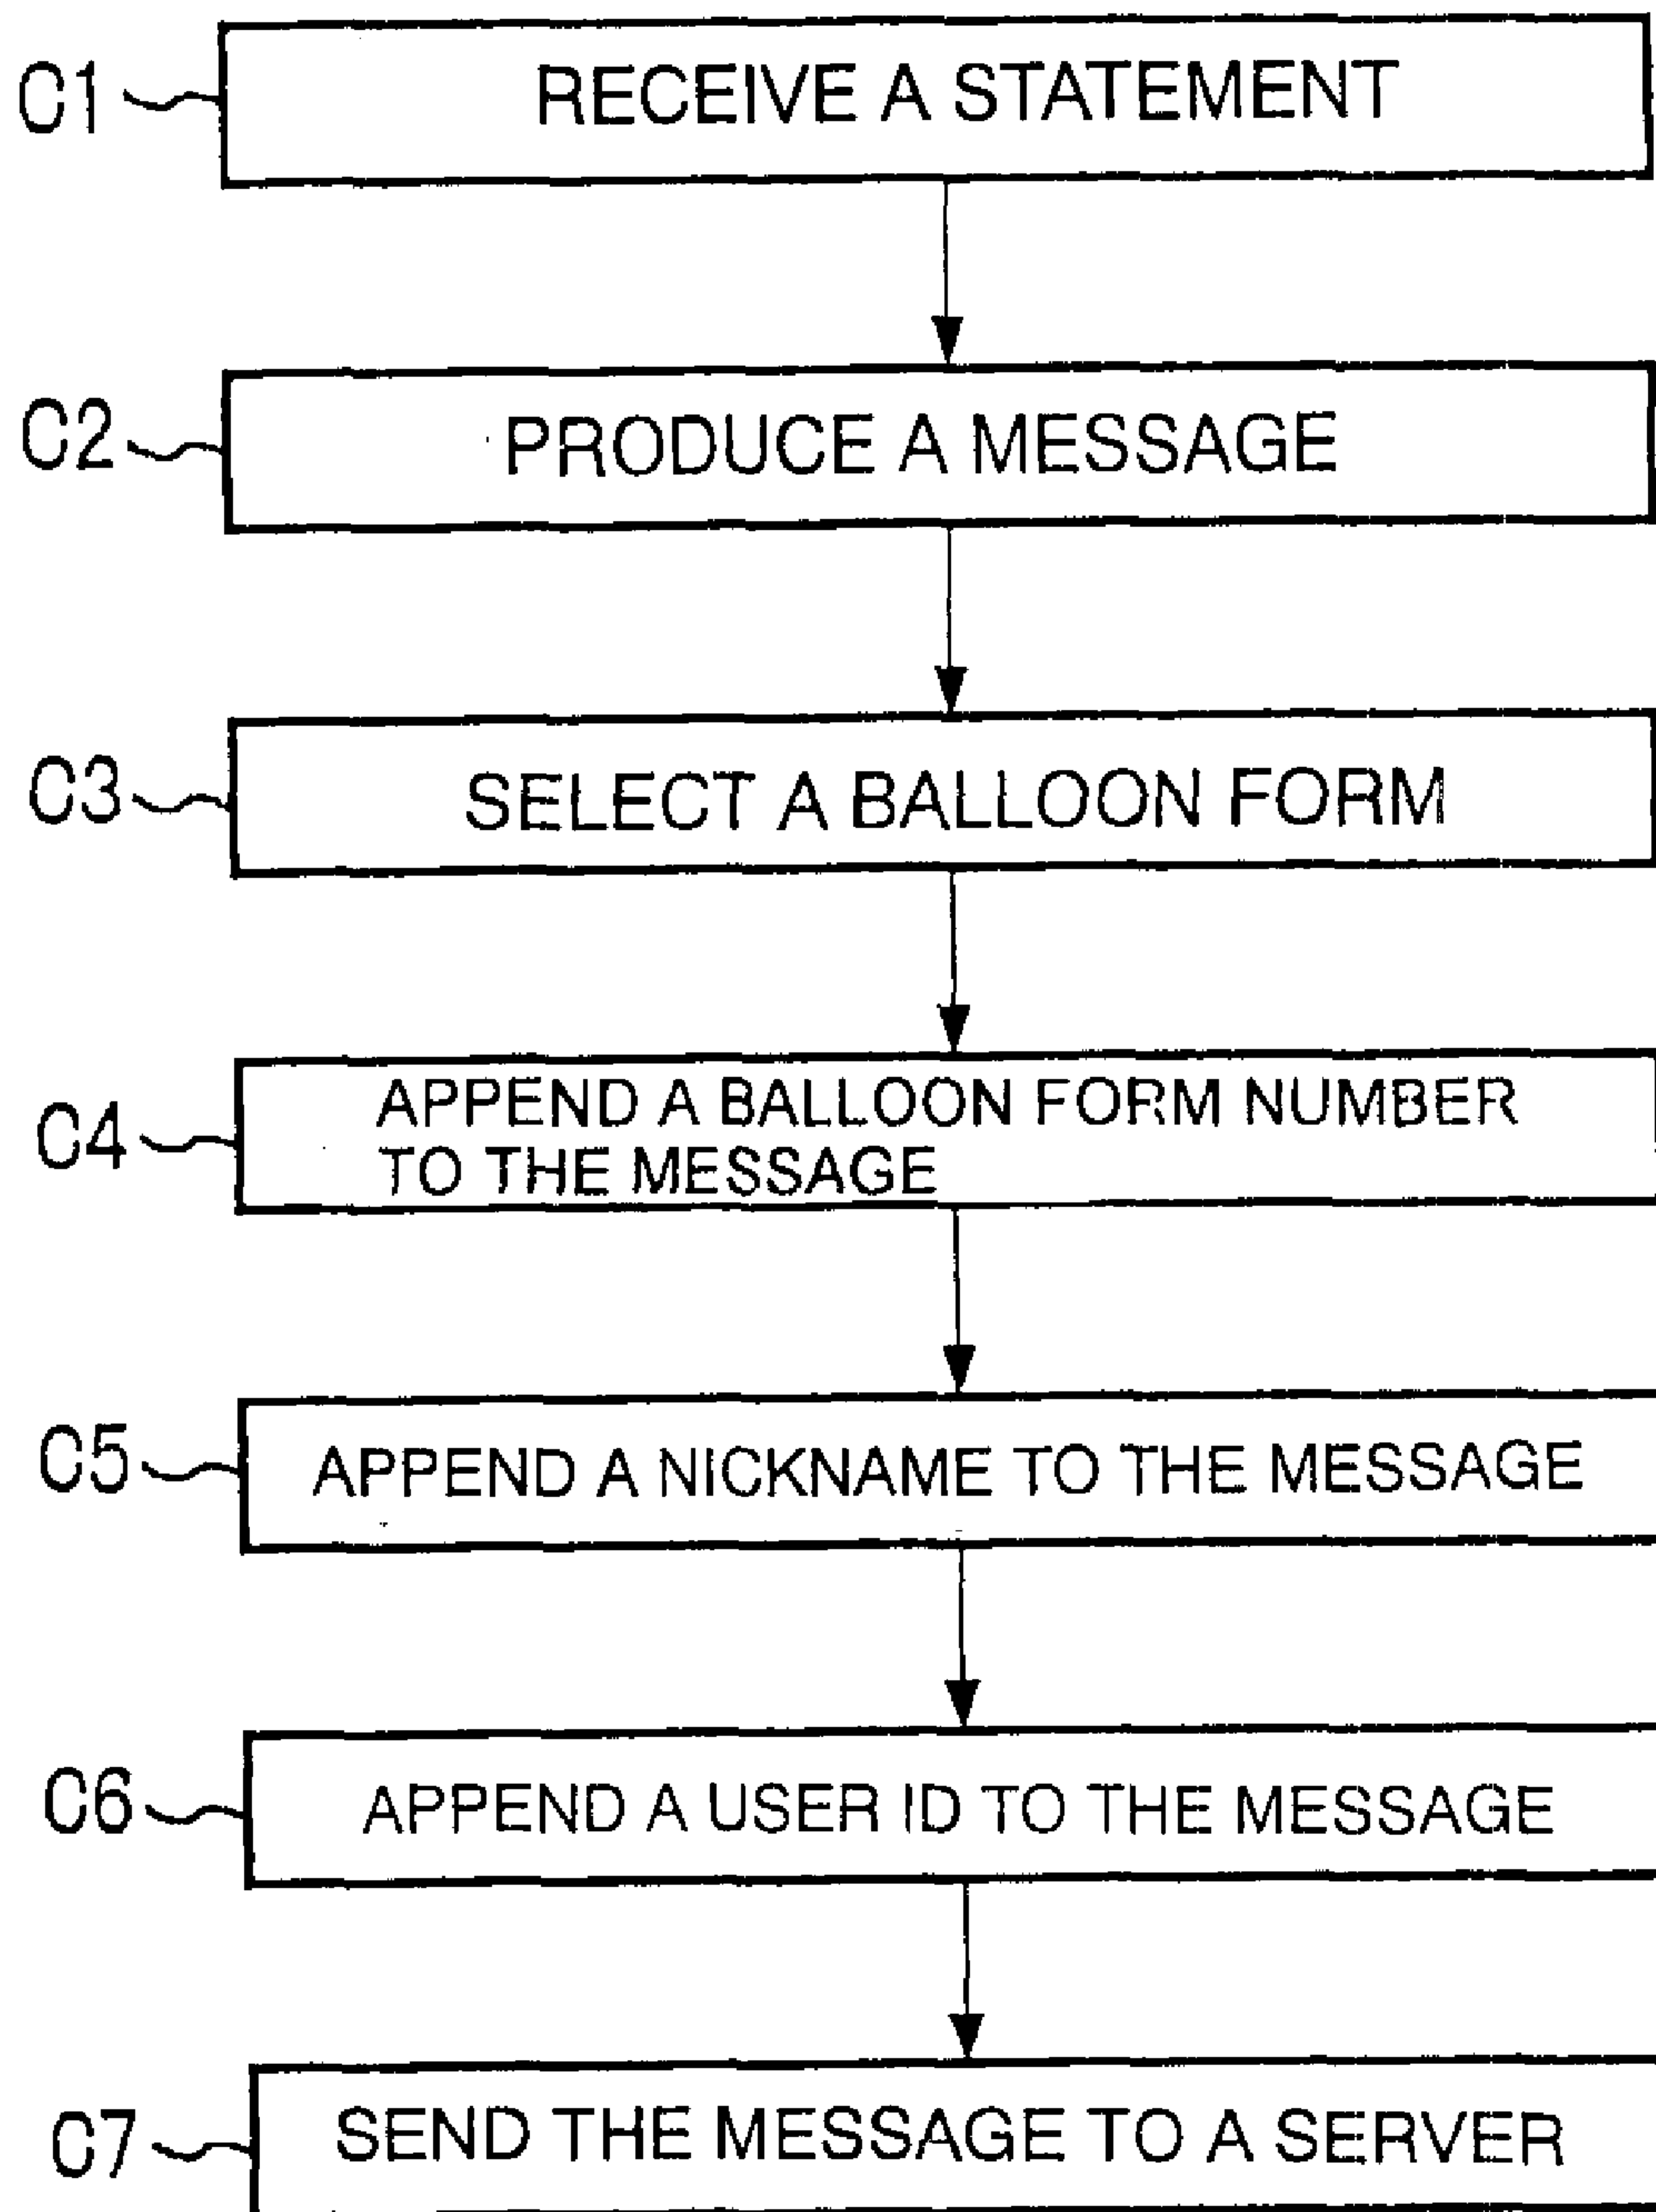 C1 RECEIVE A STATEMENT
C2 PRODUCE A MESSAGE
C3 SELECT A BALLOON FORM
C4 APPEND A BALLOON FORM NUMBER
TO THE MESSAGE
C5 APPEND A NICKNAME TO THE MESSAGE
C6 APPEND A USER ID TO THE MESSAGE
C7 SEND THE MESSAGE TO A SERVER